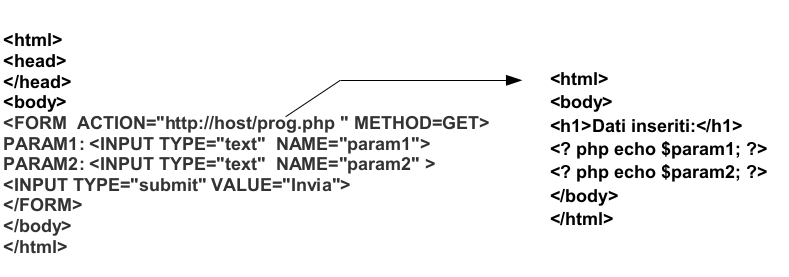 <html>
<head>
</head>
<body>
<FORM ACTION="http://host/prog.php " METHOD=GET>
PARAM1: <INPUT TYPE="text" NAME="param1">
PARAM2: <INPUT TYPE="text" NAME="param2" >
<INPUT TYPE="submit" VALUE="Invia">
</FORM>
</body>
</html>
<html>
<body>
<h1>Dati inseriti:</h1>
<? php echo $param1; ?>
<? php echo $param2; ?>
</body>
</html>